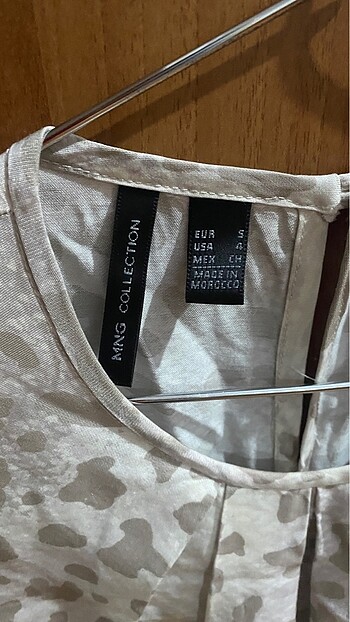 MNG COLLECTION
EUR S
USA 4
MEX CH
MADE IN
MOROCCO